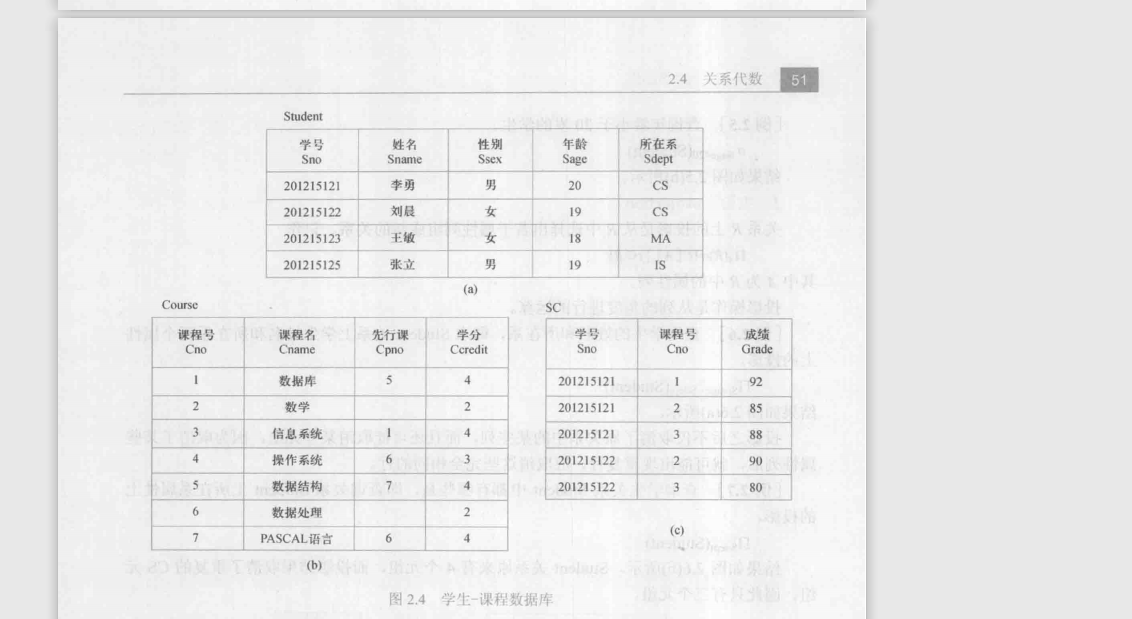 2.4 关系代数 51
Student
学号 姓名 性别 年龄 所在系
Sno Sname Ssex Sage Sdept
201215121 李勇 男 20 CS
201215122 刘晨 女 19 CS
201215123 王敏 女 18 MA
201215125 张立 男 19 IS
(a)
Course
课程号 课程名 先行课 学分
Cno Cname Cpno Ccredit
1 数据库 5 4
2 数学 2
3 信息系统 1 4
4 操作系统 6 3
5 数据结构 7 4
6 数据处理 2
7 PASCAL语言 6 4
(b)
SC
学号 课程号 成绩
Sno Cno Grade
201215121 1 92
201215121 2 85
201215121 3 88
201215122 2 90
201215122 3 80
(c)
图 2.4 学生-课程数据库